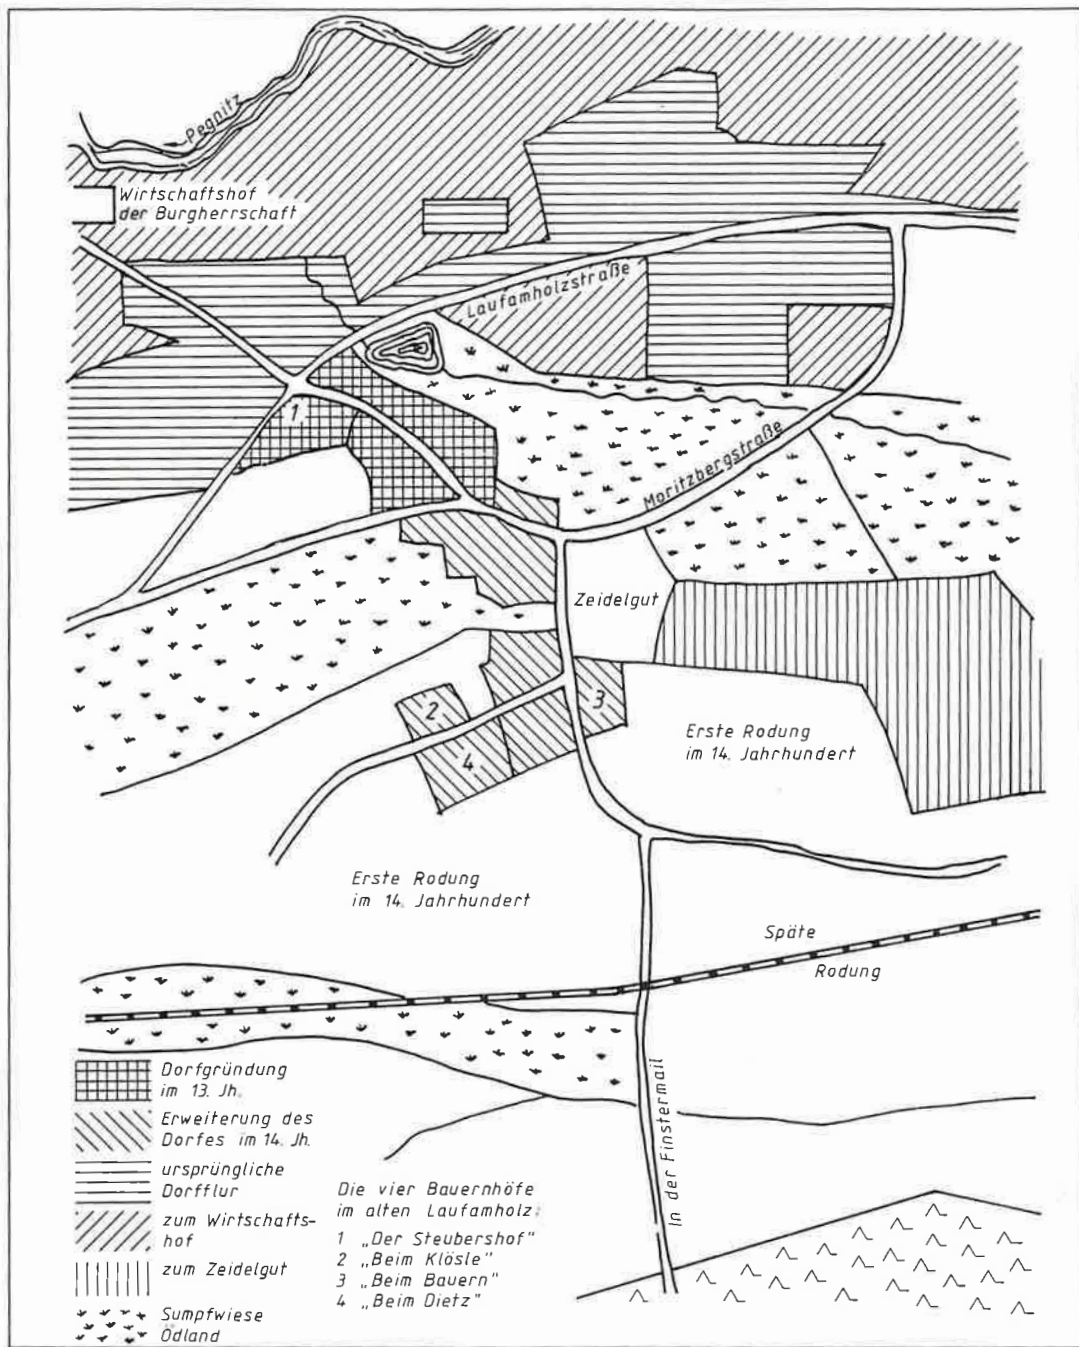 Pegnitz
Wirtschaftshof
der Burgherrschaft
Laufamholzstraße
1
Moritzbergstraße
Zeidelgut
2
3
4
Erste Rodung
im 14. Jahrhundert
Erste Rodung
im 14. Jahrhundert
Späte
Rodung
In der Finstermail
Dorfgründung
im 13. Jh.
Erweiterung des
Dorfes im 14. Jh.
ursprüngliche
Dorfflur
zum Wirtschafts-
hof
zum Zeidelgut
Sumpfwiese
Ödland
Die vier Bauernhöfe
im alten Laufamholz:
1 „Der Steubershof"
2 „Beim Klösle"
3 „Beim Bauern"
4 „Beim Dietz"